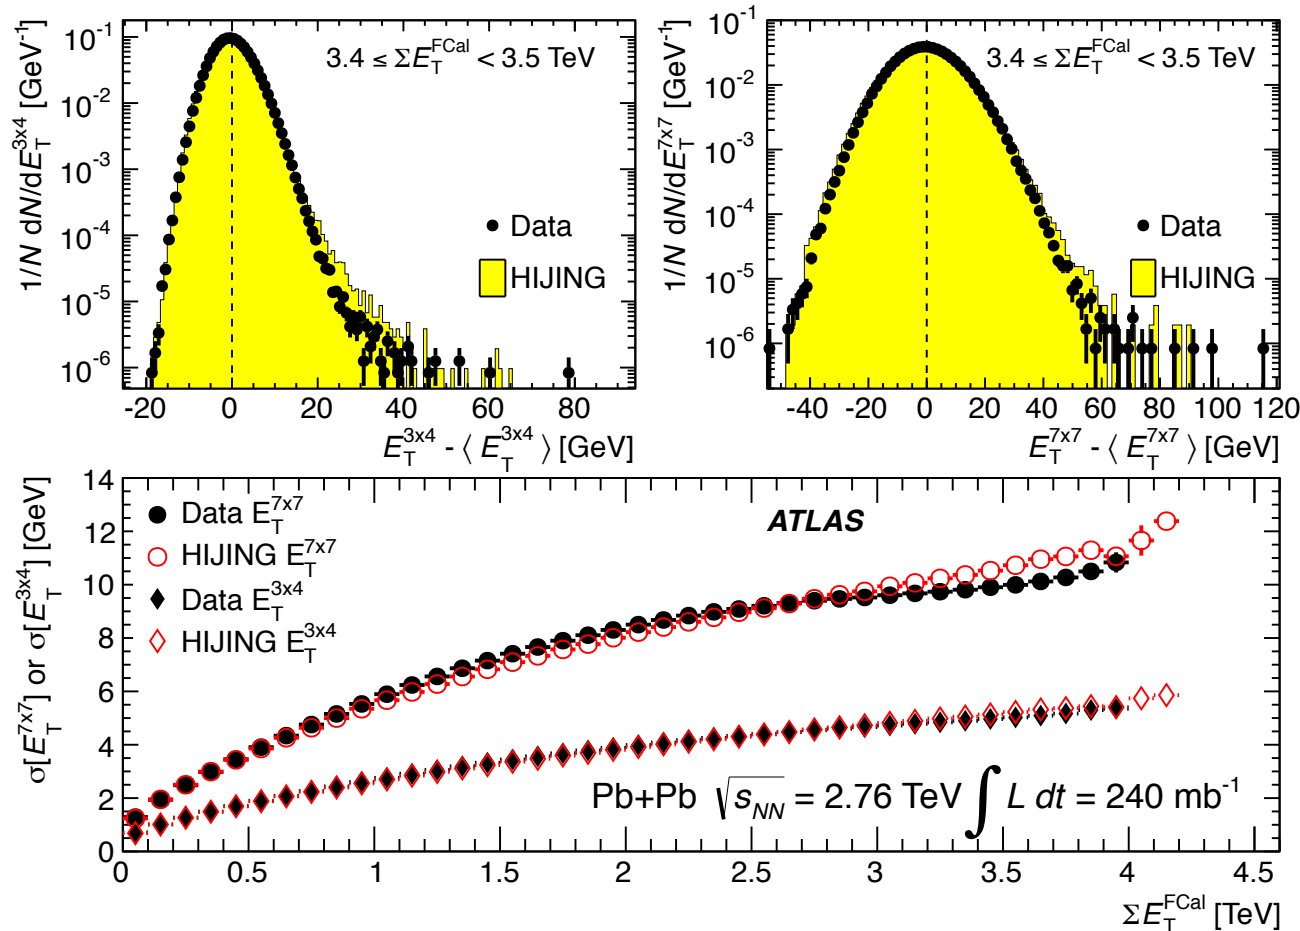 1/N dN/dE_T^{3x4} [GeV^{-1}]
10^{-1}
10^{-2}
10^{-3}
10^{-4}
10^{-5}
10^{-6}
3.4 ≤ ΣE_T^{FCal} < 3.5 TeV
Data
HIJING
-20 0 20 40 60 80
E_T^{3x4} - ⟨ E_T^{3x4} ⟩ [GeV]
1/N dN/dE_T^{7x7} [GeV^{-1}]
10^{-1}
10^{-2}
10^{-3}
10^{-4}
10^{-5}
10^{-6}
3.4 ≤ ΣE_T^{FCal} < 3.5 TeV
Data
HIJING
-40 -20 0 20 40 60 80 100 120
E_T^{7x7} - ⟨ E_T^{7x7} ⟩ [GeV]
σ[E_T^{7x7}] or σ[E_T^{3x4}] [GeV]
14
12
10
8
6
4
2
0
Data E_T^{7x7}
HIJING E_T^{7x7}
Data E_T^{3x4}
HIJING E_T^{3x4}
ATLAS
Pb+Pb √s_{NN} = 2.76 TeV ∫ L dt = 240 mb^{-1}
0 0.5 1 1.5 2 2.5 3 3.5 4 4.5
ΣE_T^{FCal} [TeV]